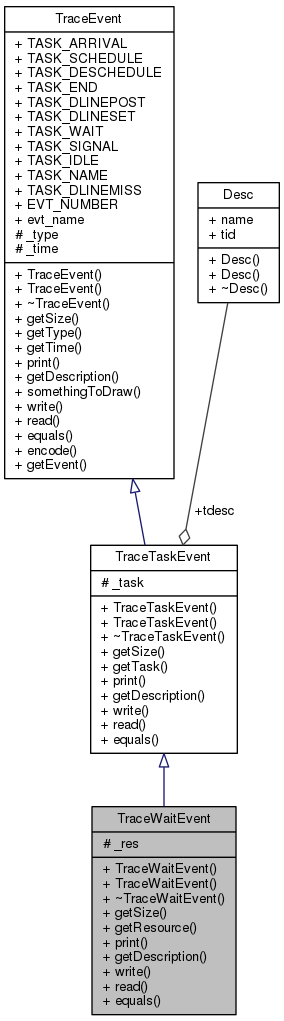 TraceEvent
+ TASK_ARRIVAL
+ TASK_SCHEDULE
+ TASK_DESCHEDULE
+ TASK_END
+ TASK_DLINEPOST
+ TASK_DLINESET
+ TASK_WAIT
+ TASK_SIGNAL
+ TASK_IDLE
+ TASK_NAME
+ TASK_DLINEMISS
+ EVT_NUMBER
+ evt_name
# _type
# _time
+ TraceEvent()
+ TraceEvent()
+ ~TraceEvent()
+ getSize()
+ getType()
+ getTime()
+ print()
+ getDescription()
+ somethingToDraw()
+ write()
+ read()
+ equals()
+ encode()
+ getEvent()
Desc
+ name
+ tid
+ Desc()
+ Desc()
+ ~Desc()
+tdesc
TraceTaskEvent
# _task
+ TraceTaskEvent()
+ TraceTaskEvent()
+ ~TraceTaskEvent()
+ getSize()
+ getTask()
+ print()
+ getDescription()
+ write()
+ read()
+ equals()
TraceWaitEvent
# _res
+ TraceWaitEvent()
+ TraceWaitEvent()
+ ~TraceWaitEvent()
+ getSize()
+ getResource()
+ print()
+ getDescription()
+ write()
+ read()
+ equals()